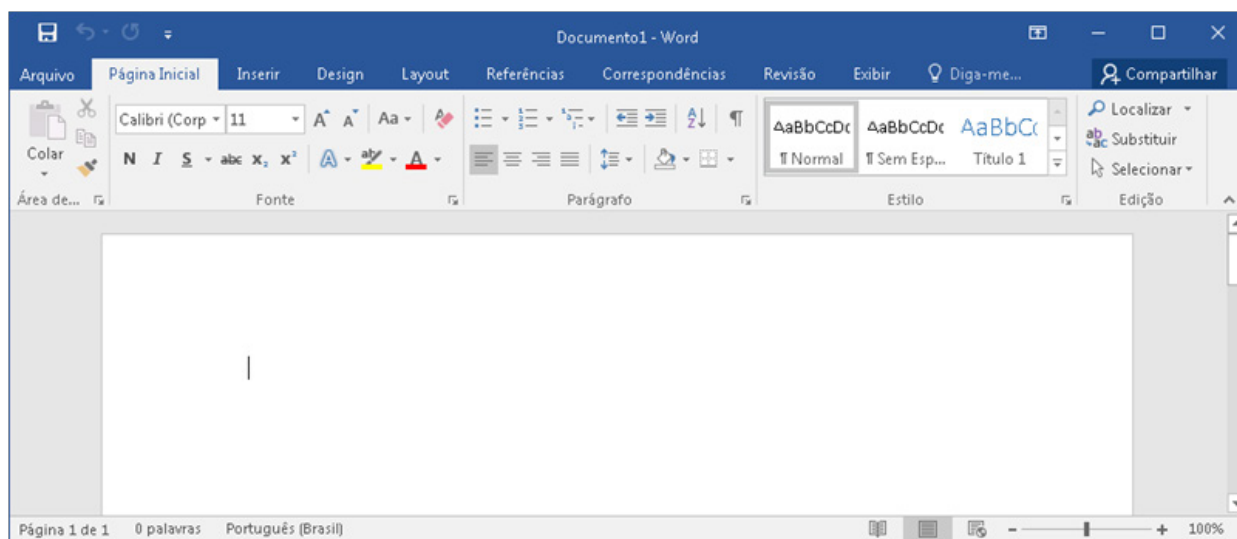 Documento1 - Word
Arquivo Página Inicial Inserir Design Layout Referências Correspondências Revisão Exibir Diga-me... Compartilhar
Calibri (Corp 11 A A Aa AaBbCcDc AaBbCcDc AaBbCc Localizar
Colar N I S abc x₂ x² A aby A ¶ Normal ¶ Sem Esp... Título 1 Substituir
Selecionar
Área de... Fonte Parágrafo Estilo Edição
Página 1 de 1 0 palavras Português (Brasil) 100%